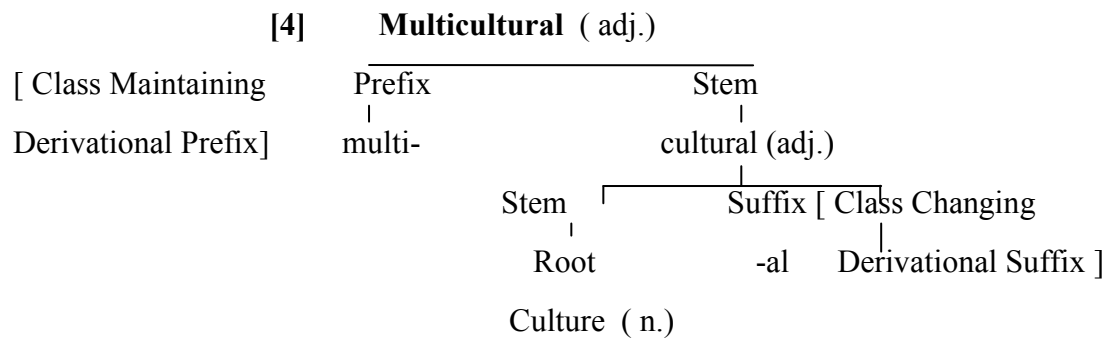 [4] Multicultural ( adj.)
[ Class Maintaining Prefix Stem
Derivational Prefix] multi- cultural (adj.)
Stem Suffix [ Class Changing
Root -al Derivational Suffix ]
Culture ( n.)